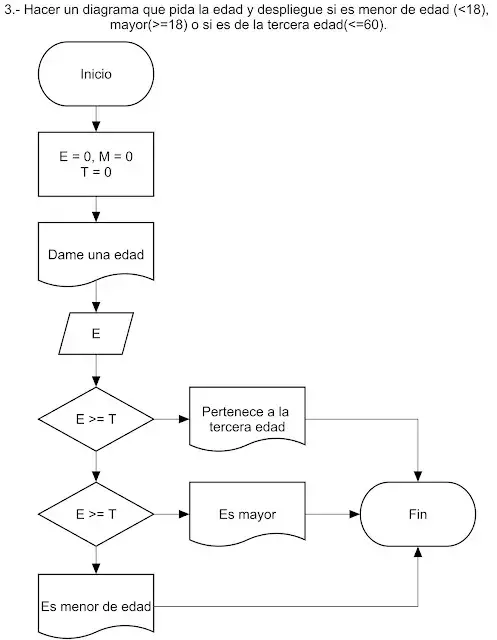 3.- Hacer un diagrama que pida la edad y despliegue si es menor de edad (<18),
mayor(>=18) o si es de la tercera edad(<=60).
Inicio
E = 0, M = 0
T = 0
Dame una edad
E
E >= T
Pertenece a la
tercera edad
E >= T
Es mayor
Fin
Es menor de edad